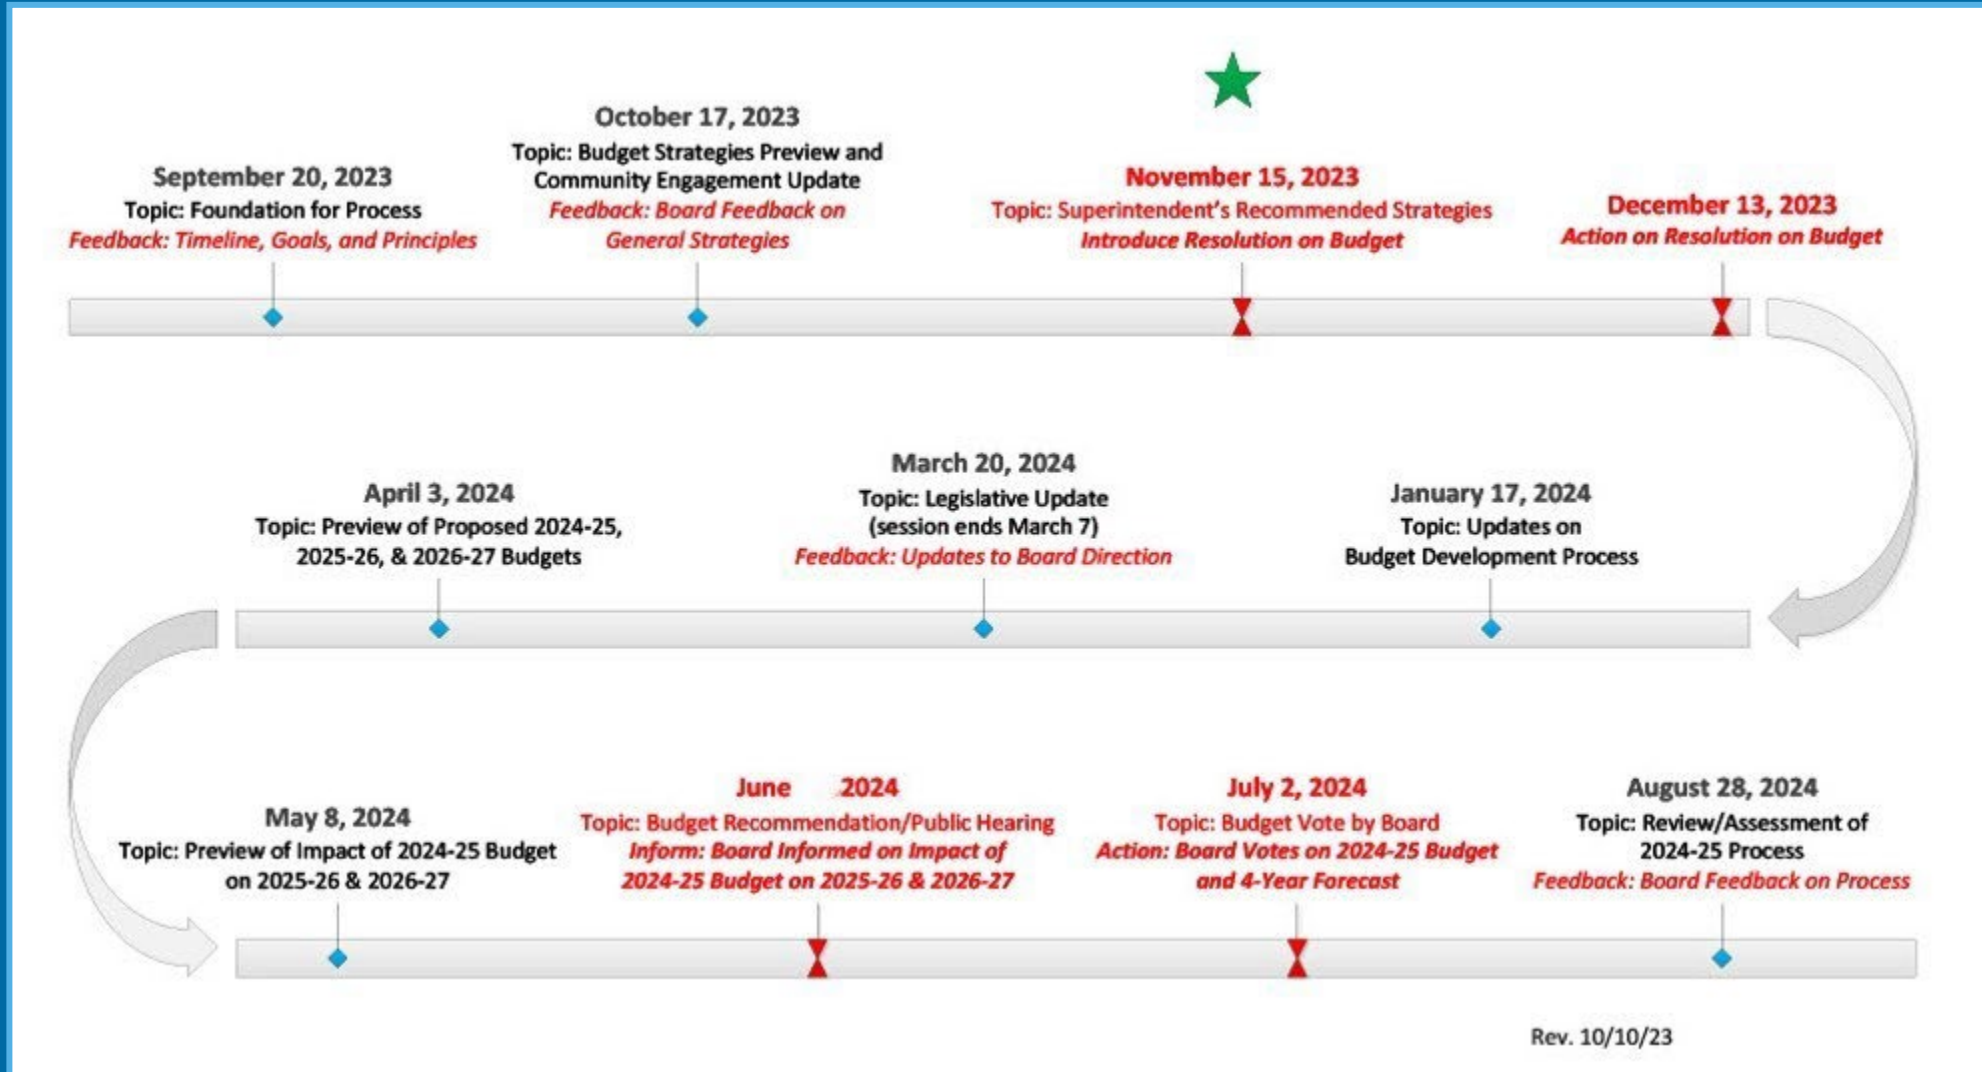 September 20, 2023
Topic: Foundation for Process
Feedback: Timeline, Goals, and Principles
October 17, 2023
Topic: Budget Strategies Preview and
Community Engagement Update
Feedback: Board Feedback on
General Strategies
November 15, 2023
Topic: Superintendent's Recommended Strategies
Introduce Resolution on Budget
December 13, 2023
Action on Resolution on Budget
January 17, 2024
Topic: Updates on
Budget Development Process
March 20, 2024
Topic: Legislative Update
(session ends March 7)
Feedback: Updates to Board Direction
April 3, 2024
Topic: Preview of Proposed 2024-25,
2025-26, & 2026-27 Budgets
May 8, 2024
Topic: Preview of Impact of 2024-25 Budget
on 2025-26 & 2026-27
June 2024
Topic: Budget Recommendation/Public Hearing
Inform: Board Informed on Impact of
2024-25 Budget on 2025-26 & 2026-27
July 2, 2024
Topic: Budget Vote by Board
Action: Board Votes on 2024-25 Budget
and 4-Year Forecast
August 28, 2024
Topic: Review/Assessment of
2024-25 Process
Feedback: Board Feedback on Process
Rev. 10/10/23